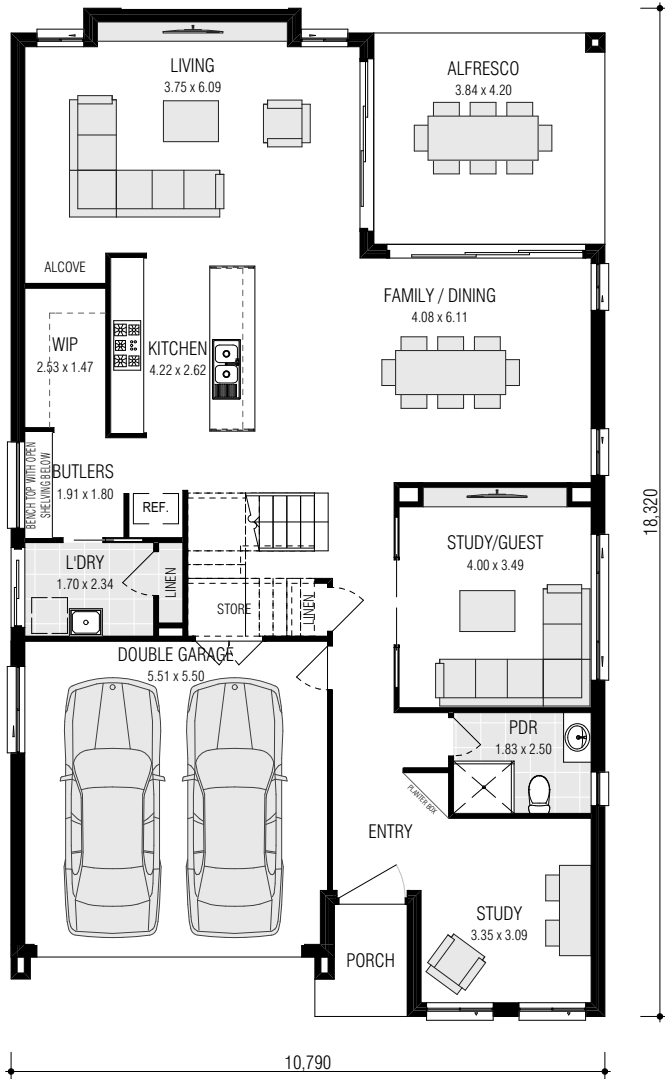 LIVING
3.75 x 6.09
ALFRESCO
3.84 x 4.20
ALCOVE
FAMILY / DINING
4.08 x 6.11
WIP
2.53 x 1.47
KITCHEN
4.22 x 2.62
BENCH TOP WITH OPEN
SHELVING BELOW
BUTLERS
1.91 x 1.80
REF.
18,320
L'DRY
1.70 x 2.34
LINEN
STUDY/GUEST
4.00 x 3.49
STORE
LINEN
DOUBLE GARAGE
5.51 x 5.50
PDR
1.83 x 2.50
PLANTER BOX
ENTRY
STUDY
3.35 x 3.09
PORCH
10,790